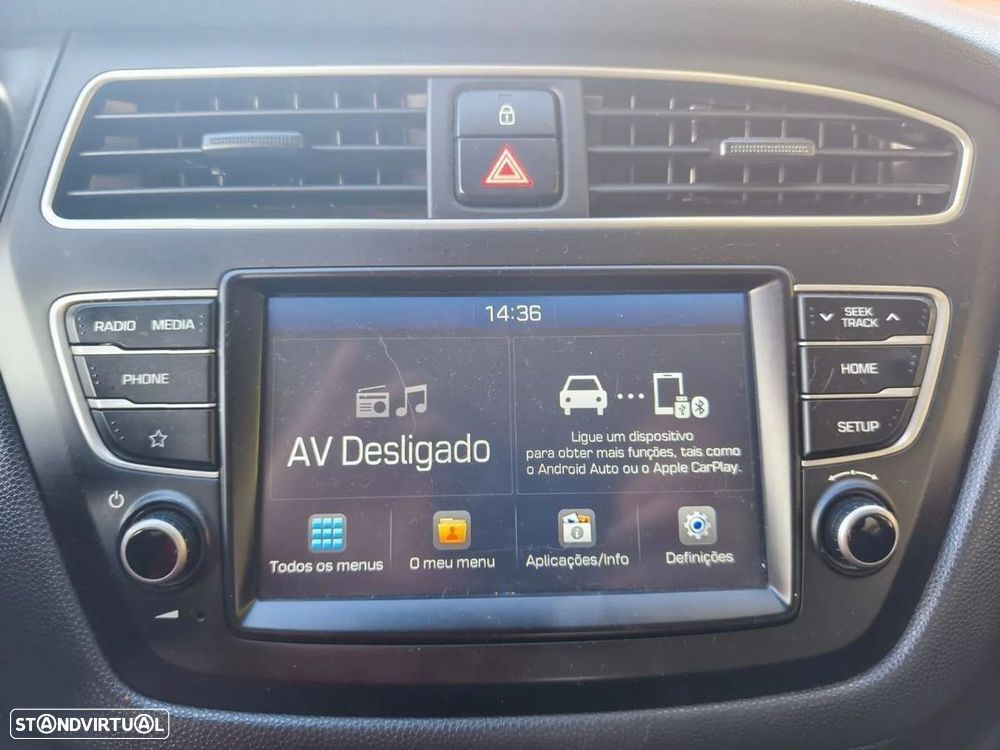 14:36
RADIO MEDIA
PHONE
AV Desligado
Ligue um dispositivo
para obter mais funções, tais como
o Android Auto ou o Apple CarPlay.
Todos os menus
O meu menu
Aplicações/Info
Definições
SEEK
TRACK
HOME
SETUP
STANDVIRTUAL